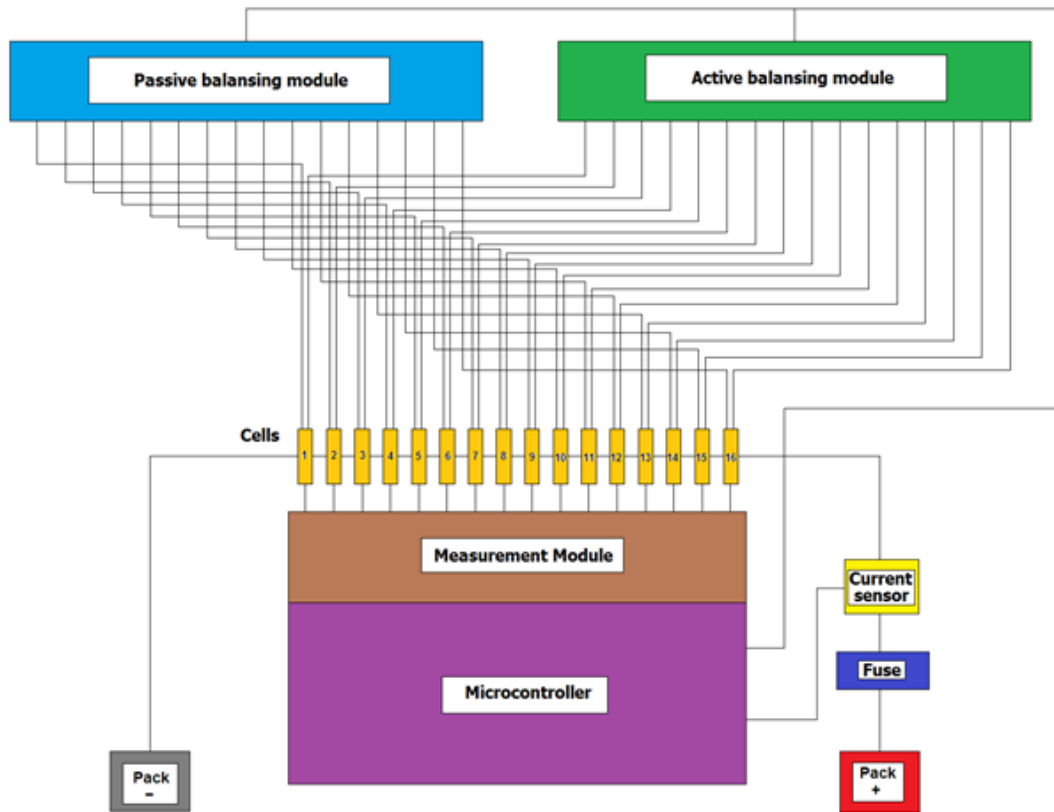 Passive balansing module
Active balansing module
Cells
1 2 3 4 5 6 7 8 9 10 11 12 13 14 15 16
Measurement Module
Current
sensor
Fuse
Microcontroller
Pack
-
Pack
+